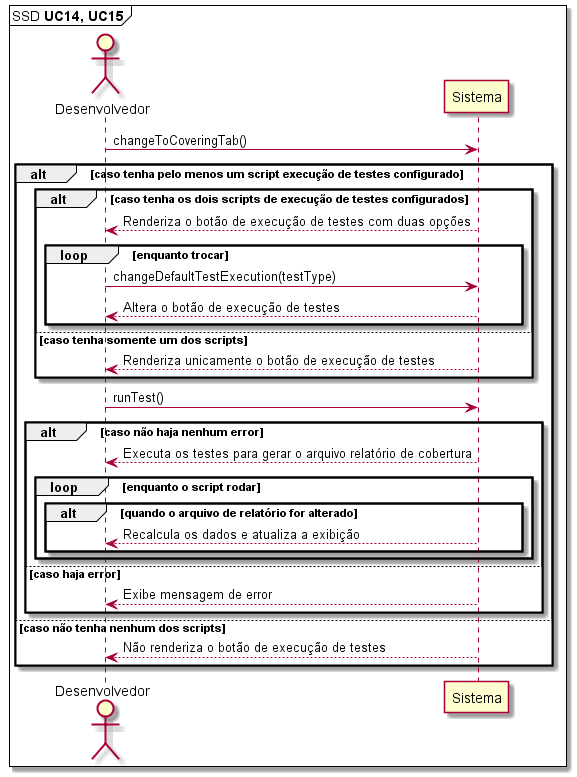 SSD UC14, UC15
Desenvolvedor
Sistema
changeToCoveringTab()
alt [caso tenha pelo menos um script execução de testes configurado]
alt [caso tenha os dois scripts de execução de testes configurados]
Renderiza o botão de execução de testes com duas opções
loop [enquanto trocar]
changeDefaultTestExecution(testType)
Altera o botão de execução de testes
[caso tenha somente um dos scripts]
Renderiza unicamente o botão de execução de testes
runTest()
alt [caso não haja nenhum error]
Executa os testes para gerar o arquivo relatório de cobertura
loop [enquanto o script rodar]
alt [quando o arquivo de relatório for alterado]
Recalcula os dados e atualiza a exibição
[caso haja error]
Exibe mensagem de error
[caso não tenha nenhum dos scripts]
Não renderiza o botão de execução de testes
Desenvolvedor
Sistema